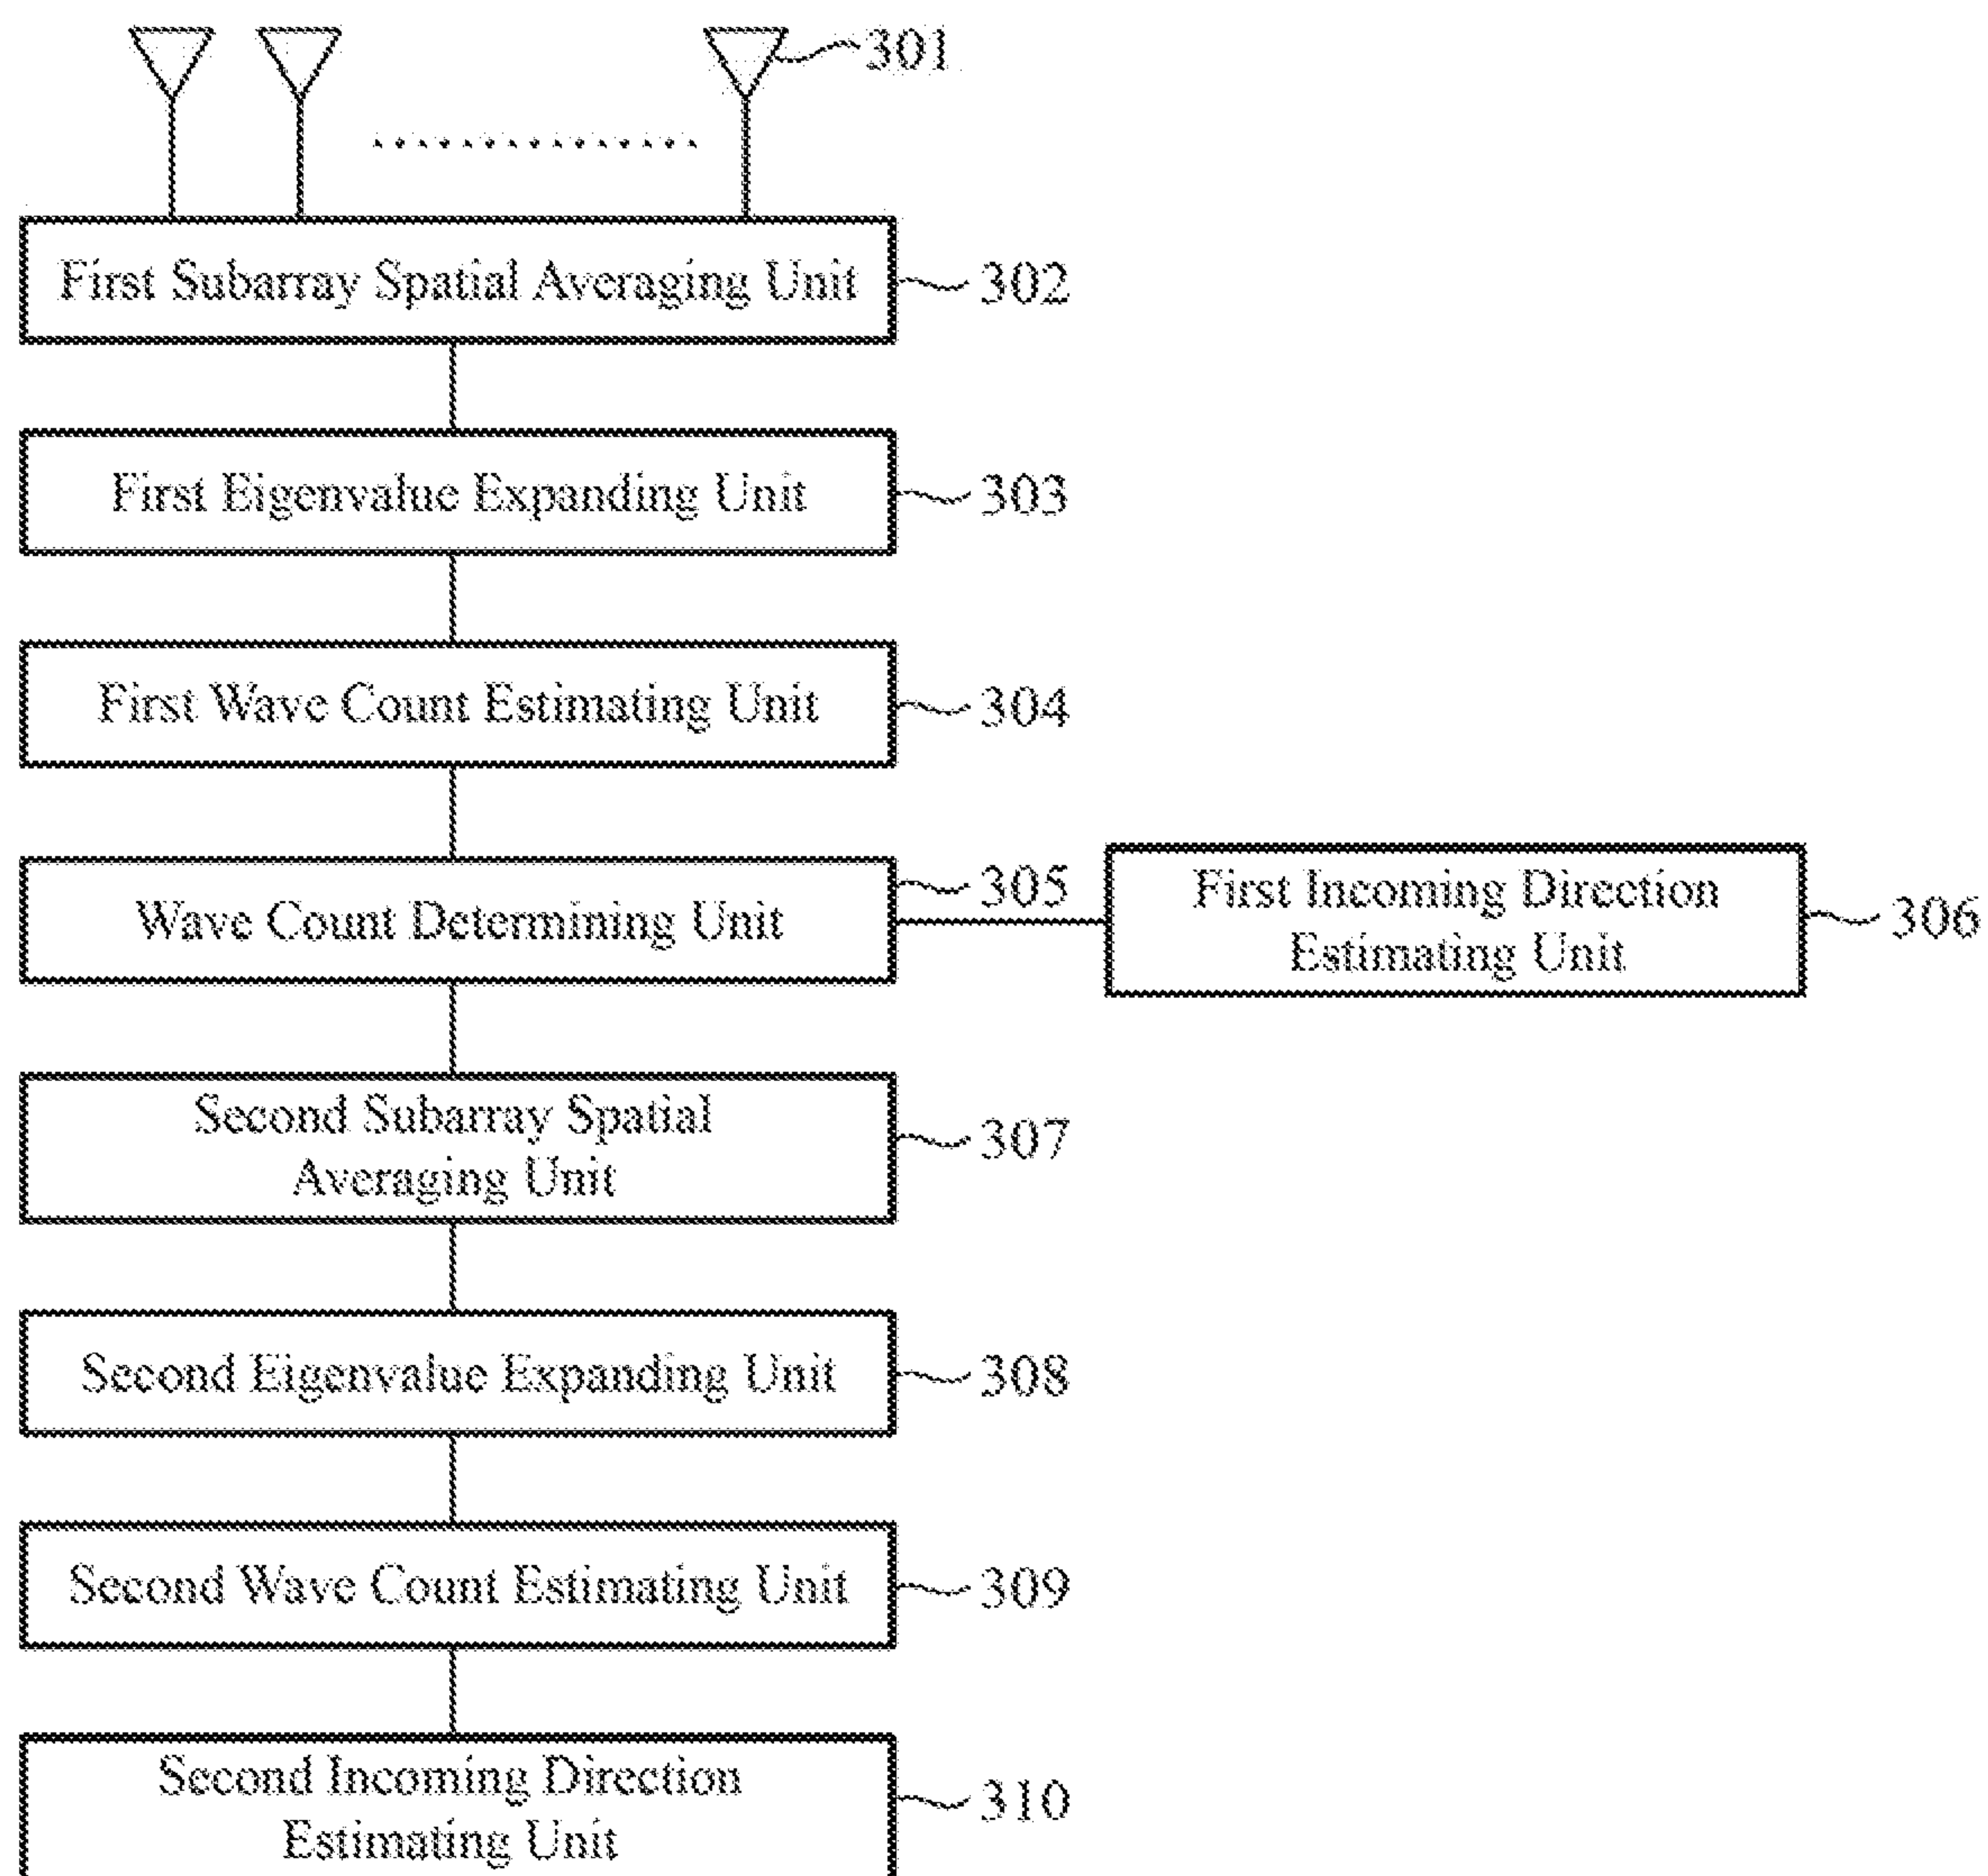 301
First Subarray Spatial Averaging Unit
302
First Eigenvalue Expanding Unit
303
First Wave Count Estimating Unit
304
Wave Count Determining Unit
305
First Incoming Direction
Estimating Unit
306
Second Subarray Spatial
Averaging Unit
307
Second Eigenvalue Expanding Unit
308
Second Wave Count Estimating Unit
309
Second Incoming Direction
Estimating Unit
310